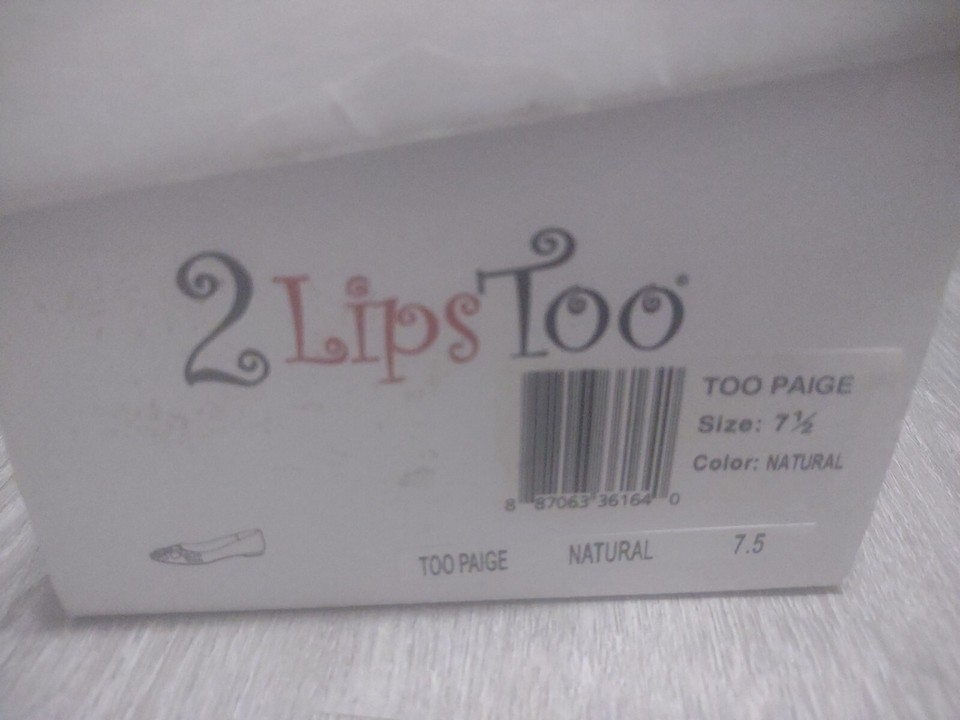 2 Lips Too
TOO PAIGE
Size: 7½
Color: NATURAL
8 87063 36164 0
TOO PAIGE NATURAL 7.5